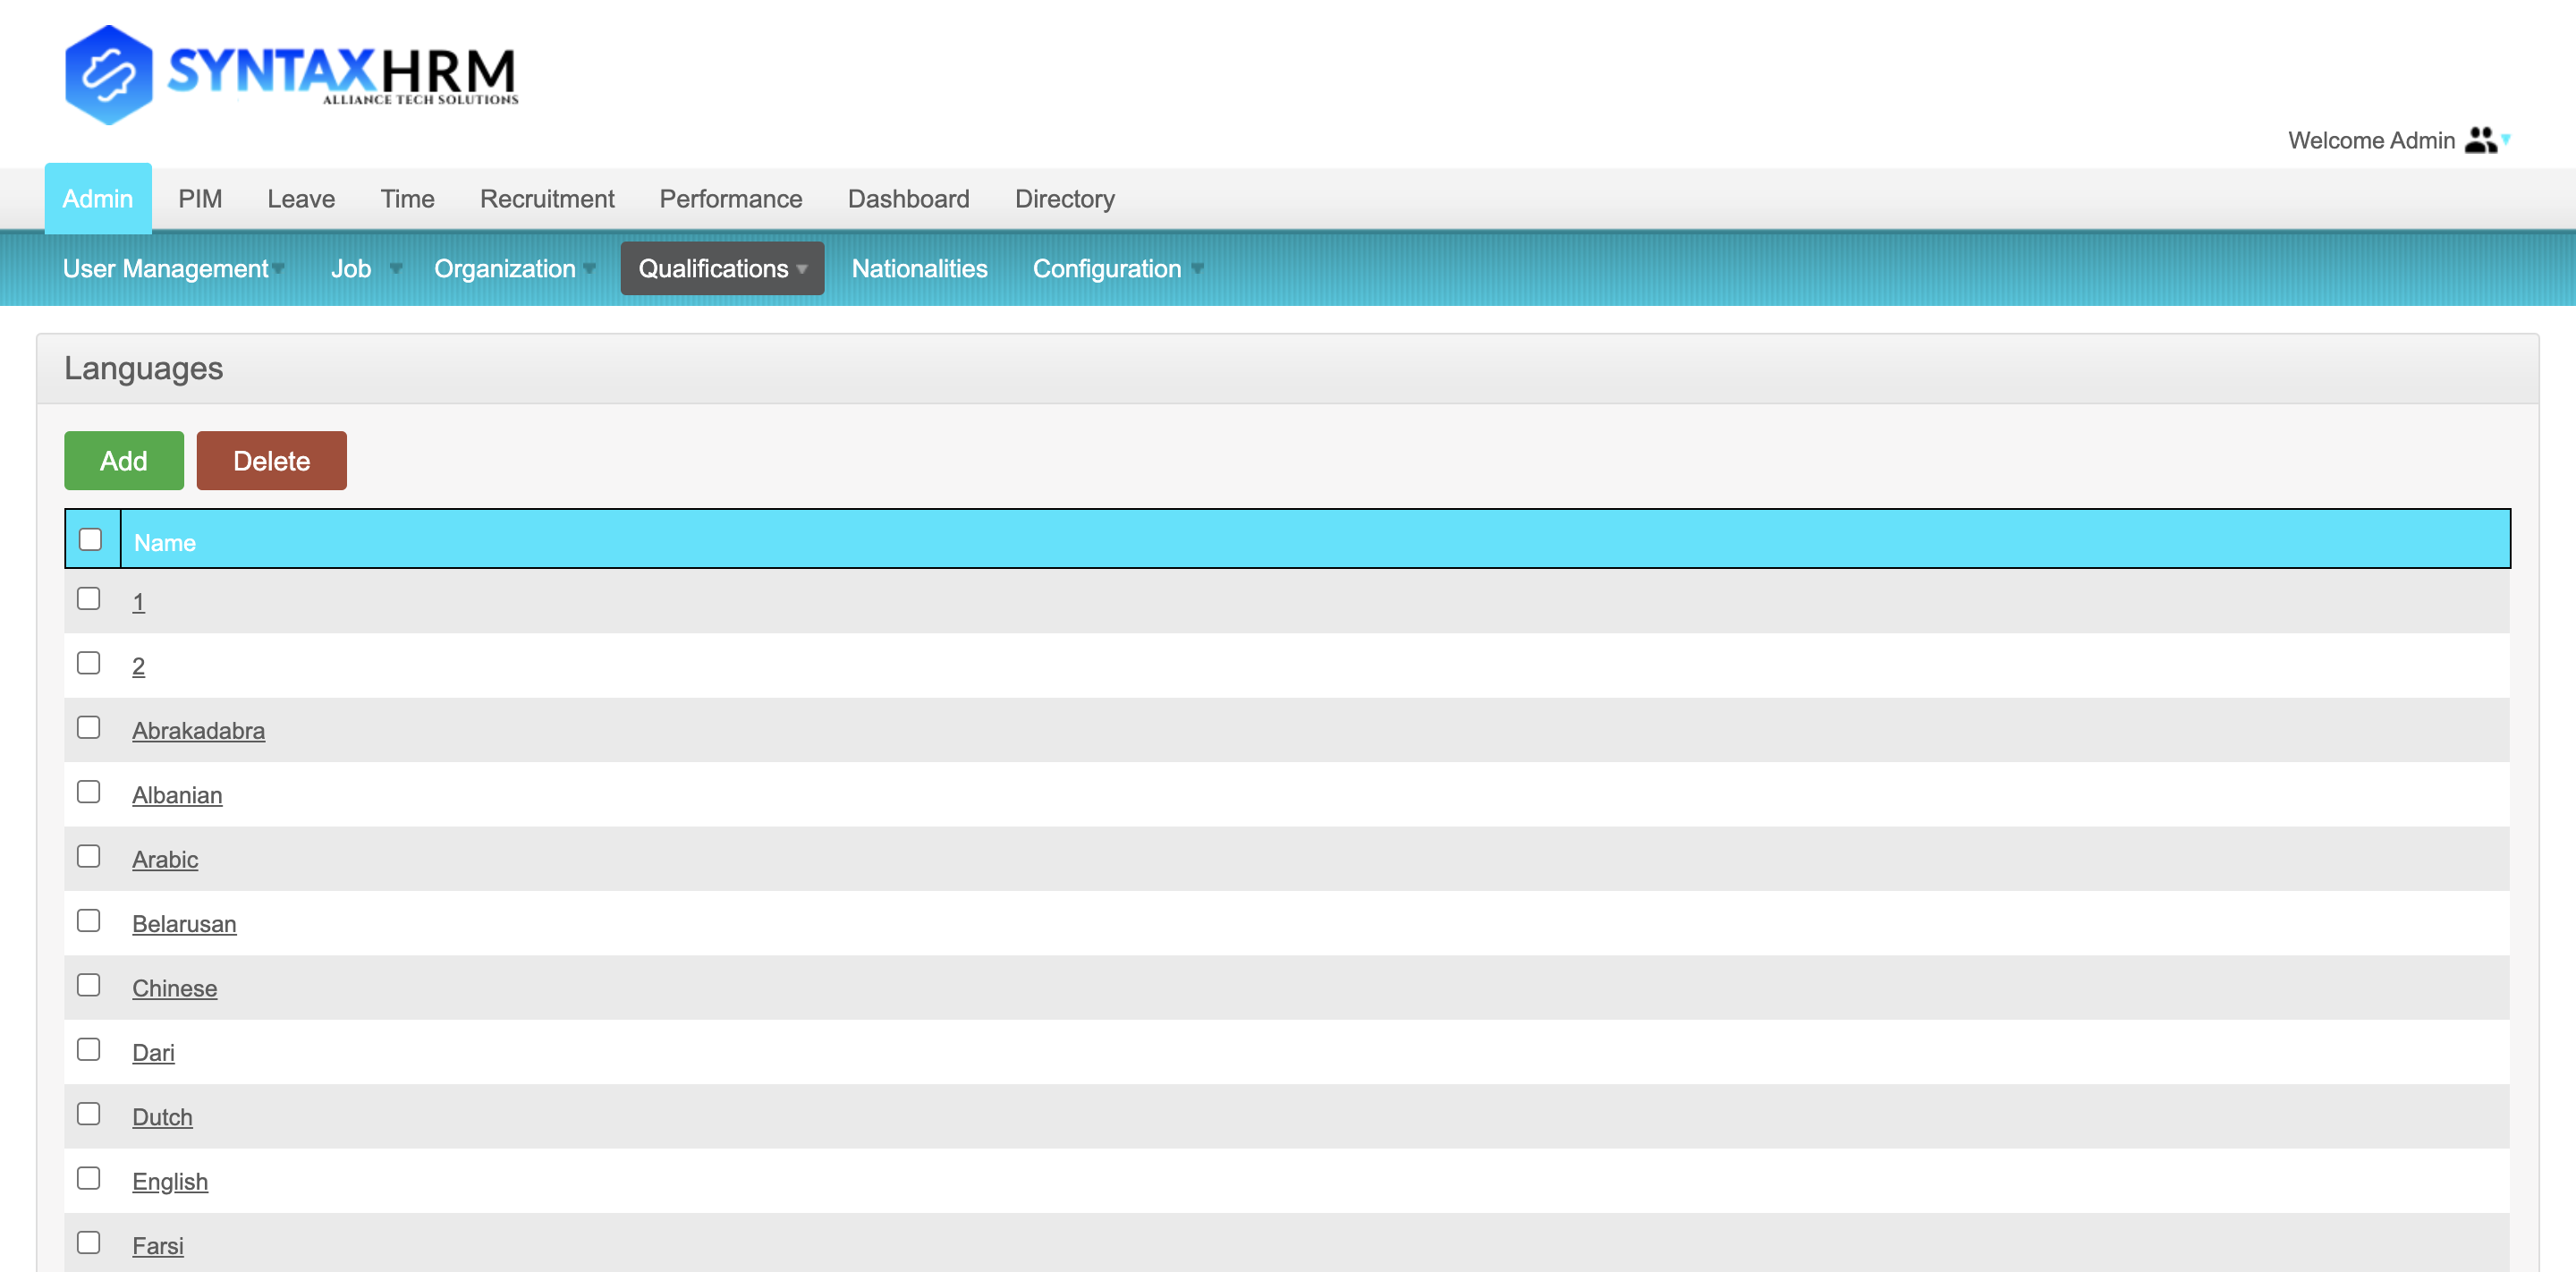 SYNTAXHRM
ALLIANCE TECH SOLUTIONS
Welcome Admin
Admin PIM Leave Time Recruitment Performance Dashboard Directory
User Management Job Organization Qualifications Nationalities Configuration
Languages
Add Delete
Name
1
2
Abrakadabra
Albanian
Arabic
Belarusan
Chinese
Dari
Dutch
English
Farsi